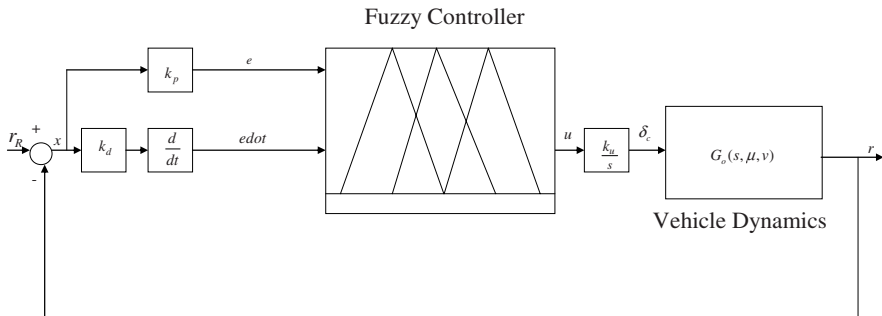 Fuzzy Controller
k_p
e
r_R
+
x
-
k_d
d
dt
edot
u
k_u
s
δ_c
G_o(s, μ, v)
r
Vehicle Dynamics